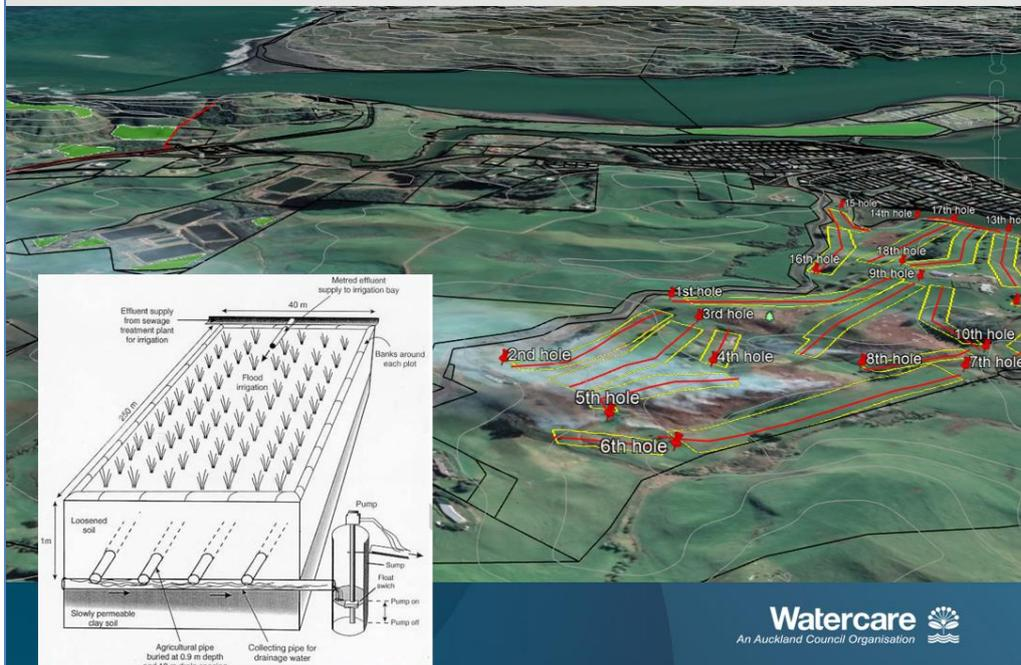 15 hole
14th hole
17th hole
13th
16th hole
18th hole
9th hole
1st hole
3rd hole
2nd hole
4th hole
8th hole
10th hole
7th hole
5th hole
6th hole
Metred effluent
supply to irrigation bay
40 m
Effluent supply
from sewage
treatment plant
for irrigation
Banks around
each plot
Flood
irrigation
250 m
Loosened
soil
1m
Pump
Sump
Float
swich
Pump on
Pump off
Slowly permeable
clay soil
Agricultural pipe
buried at 0.9 m depth
Collecting pipe for
drainage water
Watercare
An Auckland Council Organisation